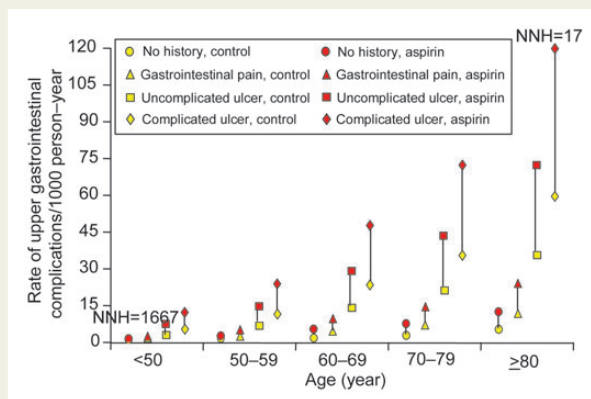 NNH=17
120
105
90
75
60
45
30
15
0
Rate of upper gastrointestinal
complications/1000 person–year
No history, control
No history, aspirin
Gastrointestinal pain, control
Gastrointestinal pain, aspirin
Uncomplicated ulcer, control
Uncomplicated ulcer, aspirin
Complicated ulcer, control
Complicated ulcer, aspirin
NNH=1667
<50
50–59
60–69
70–79
≥80
Age (year)